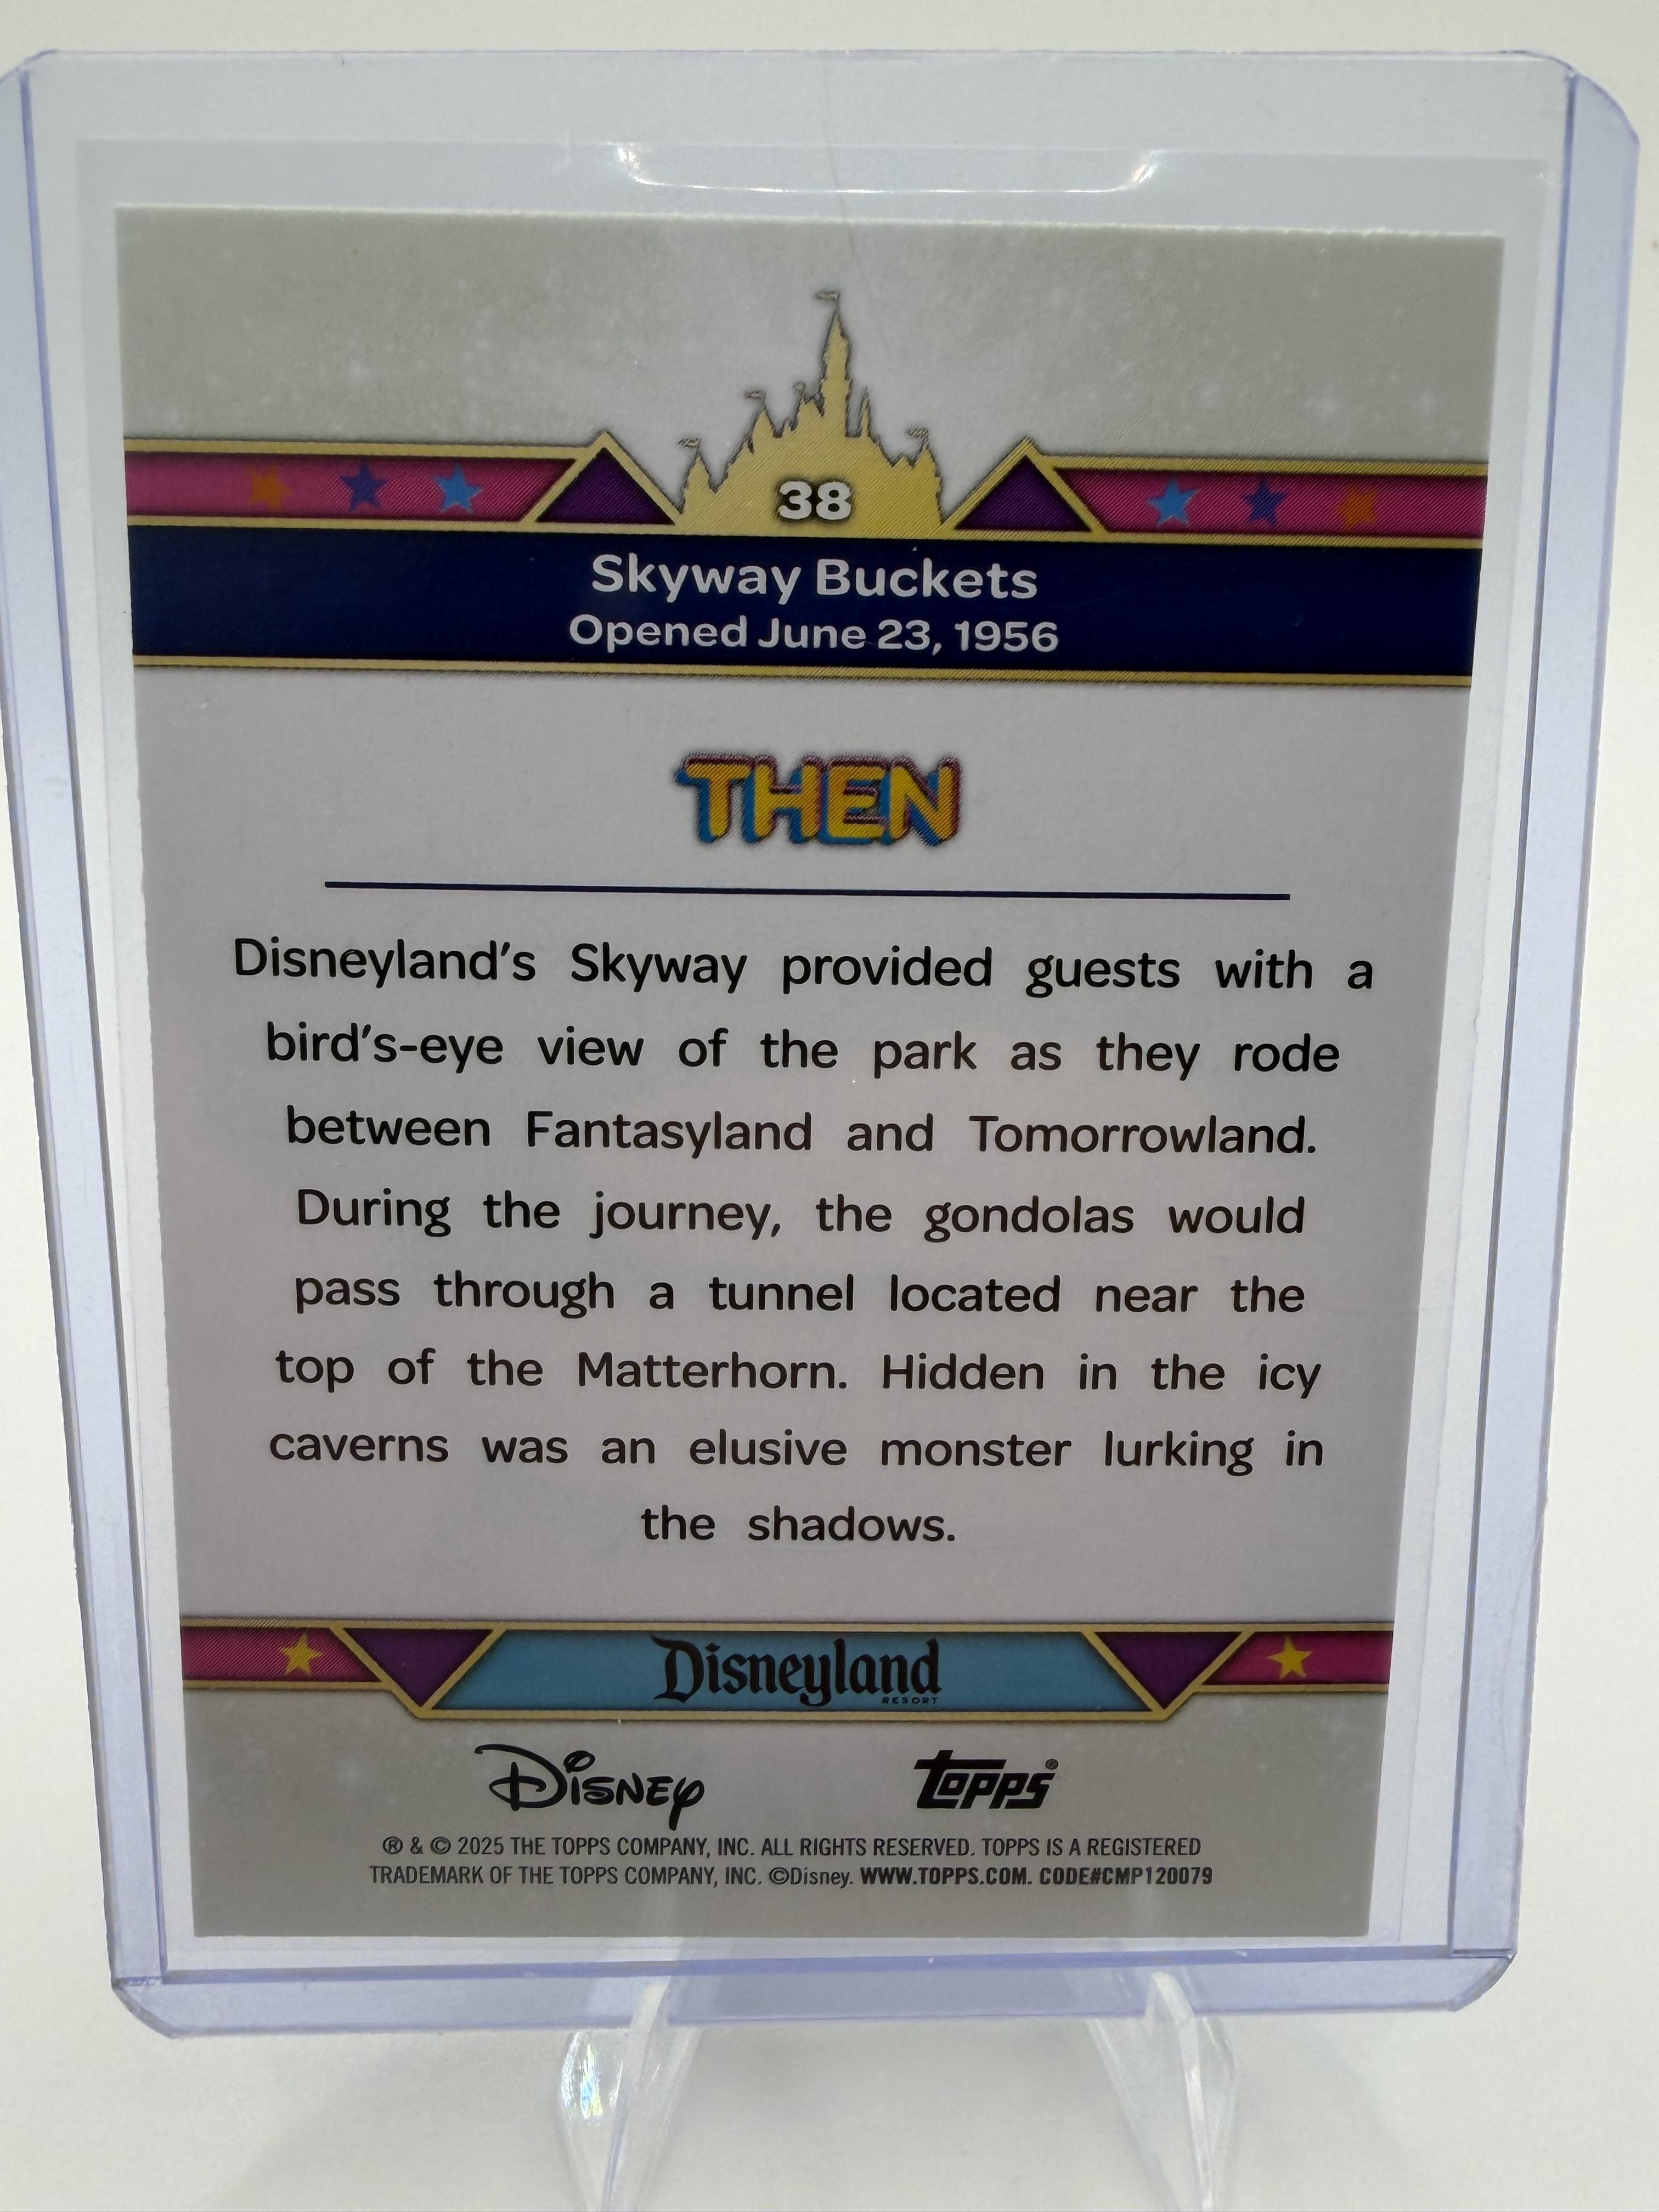 38
Skyway Buckets
Opened June 23, 1956
THEN
Disneyland's Skyway provided guests with a
bird's-eye view of the park as they rode
between Fantasyland and Tomorrowland.
During the journey, the gondolas would
pass through a tunnel located near the
top of the Matterhorn. Hidden in the icy
caverns was an elusive monster lurking in
the shadows.
Disneyland
RESORT
Disney topps®
® & © 2025 THE TOPPS COMPANY, INC. ALL RIGHTS RESERVED. TOPPS IS A REGISTERED
TRADEMARK OF THE TOPPS COMPANY, INC. ©Disney. WWW.TOPPS.COM. CODE#CMP120079